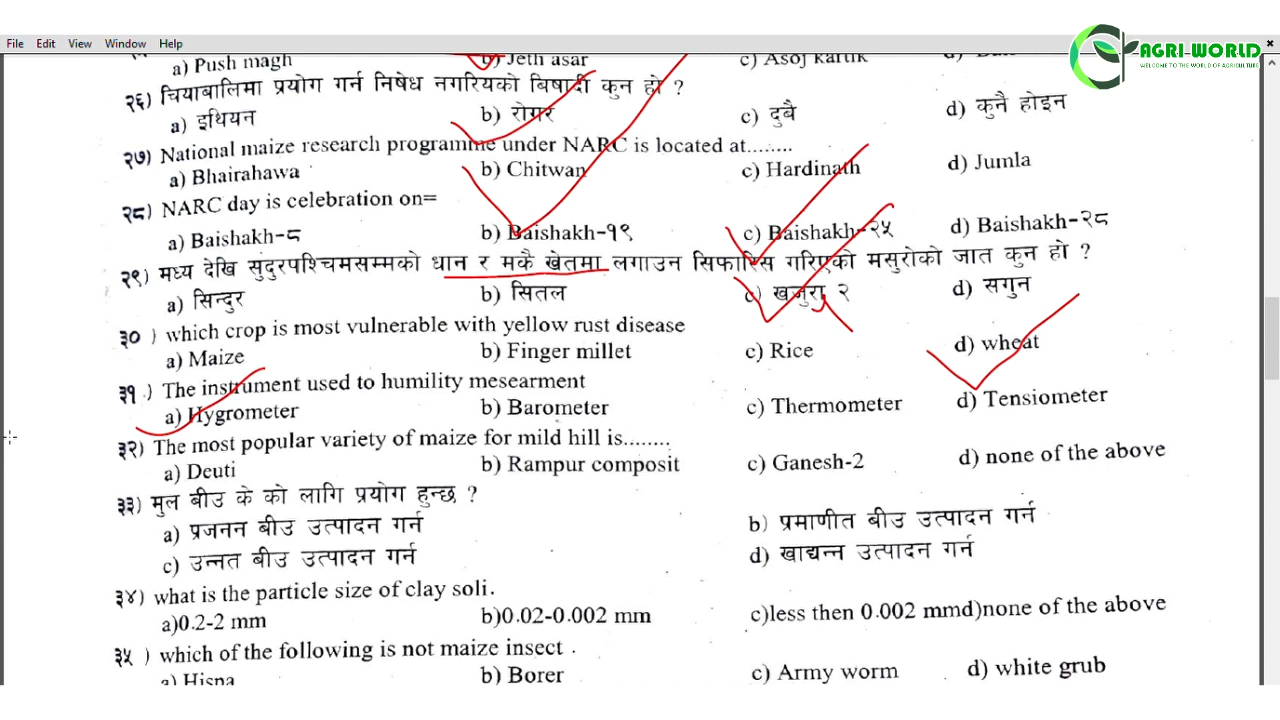 File Edit View Window Help
AGRI WORLD
WELCOME TO THE WORLD OF AGRICULTURE
a) Push magh b) Jeth asar c) Asoj kartik d)
२६) चियाबालिमा प्रयोग गर्न निषेध नगरियको बिषादी कुन हो ?
a) इथियन b) रोगर c) दुबै d) कुनै होइन
२७) National maize research programme under NARC is located at........
a) Bhairahawa b) Chitwan c) Hardinath d) Jumla
२८) NARC day is celebration on=
a) Baishakh-८ b) Baishakh-१९ c) Baishakh-२५ d) Baishakh-२८
२९) मध्य देखि सुदुरपश्चिमसम्मको धान र मकै खेतमा लगाउन सिफारिस गरिएको मसुरोको जात कुन हो ?
a) सिन्दुर b) सितल c) खजुरा २ d) सगुन
३० ) which crop is most vulnerable with yellow rust disease
a) Maize b) Finger millet c) Rice d) wheat
३१.) The instrument used to humility mesearment
a) Hygrometer b) Barometer c) Thermometer d) Tensiometer
३२) The most popular variety of maize for mild hill is........
a) Deuti b) Rampur composit c) Ganesh-2 d) none of the above
३३) मुल बीउ के को लागि प्रयोग हुन्छ ?
a) प्रजनन बीउ उत्पादन गर्न b) प्रमाणीत बीउ उत्पादन गर्न
c) उन्नत बीउ उत्पादन गर्न d) खाद्यन्न उत्पादन गर्न
३४) what is the particle size of clay soli.
a)0.2-2 mm b)0.02-0.002 mm c)less then 0.002 mmd)none of the above
३५ ) which of the following is not maize insect .
a) Hisna b) Borer c) Army worm d) white grub